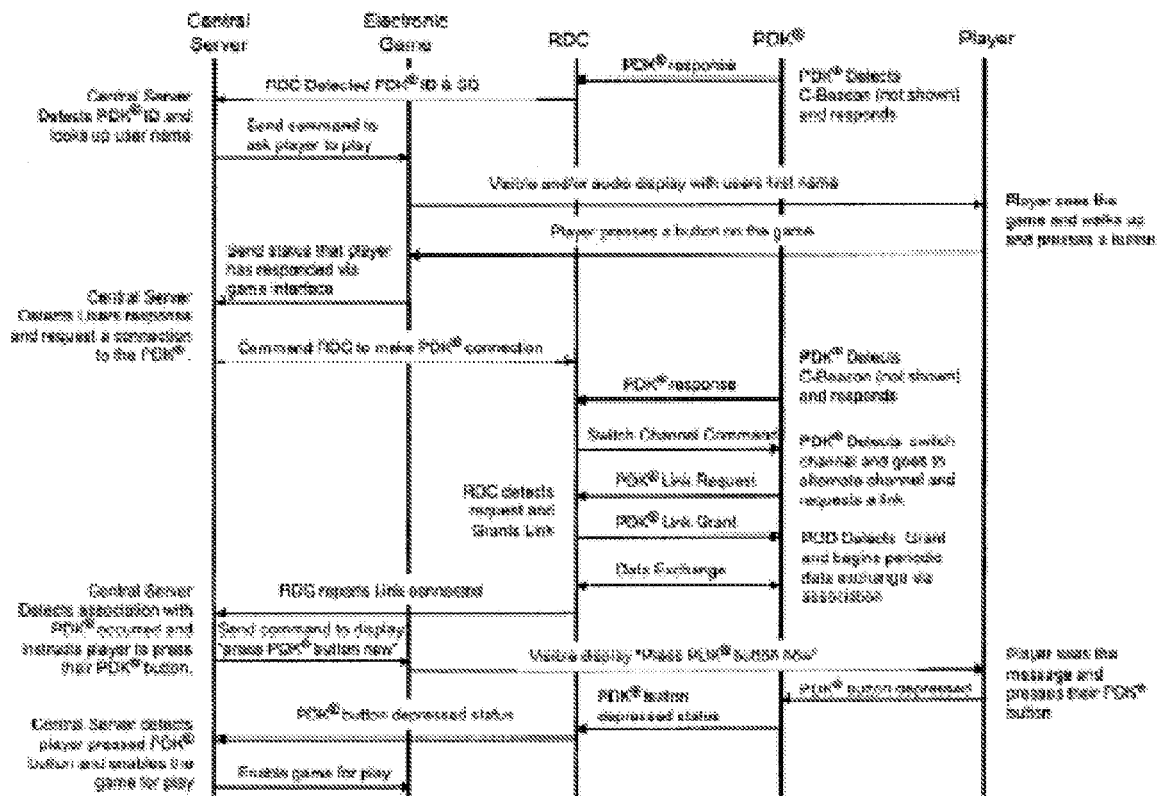 Central
Server
Electronic
Game
RDC
PDK®
Player
PDK® response
PDK® Detects
C-Beacon (not shown)
and responds
RDC Detected PDK® ID & SQ
Central Server
Detects PDK® ID and
looks up user name
Send command to
ask player to play
Visible and/or audio display with users first name
Player sees the
game and walks up
and presses a button
Player presses a button on the game
Send status that player
has responded via
game interface
Central Server
Detects Users response
and request a connection
to the PDK®.
Command RDC to make PDK® connection
PDK® Detects
C-Beacon (not shown)
and responds
PDK® response
Switch Channel Command
PDK® Detects switch
channel and goes to
alternate channel and
requests a link
PDK® Link Request
RDC detects
request and
Grants Link
PDK® Link Grant
Detects Grant
and begins periodic
data exchange via
association
Data Exchange
RDC reports Link connected
Central Server
Detects association with
PDK® occurred and
instructs player to press
their PDK® button.
Send command to display
"press PDK® button now"
Visible display "Press PDK® button now"
Player sees the
message and
presses their PDK®
button
PDK® button depressed
PDK® button
depressed status
PDK® button depressed status
Central Server detects
player pressed PDK®
button and enables the
game for play
Enable game for play